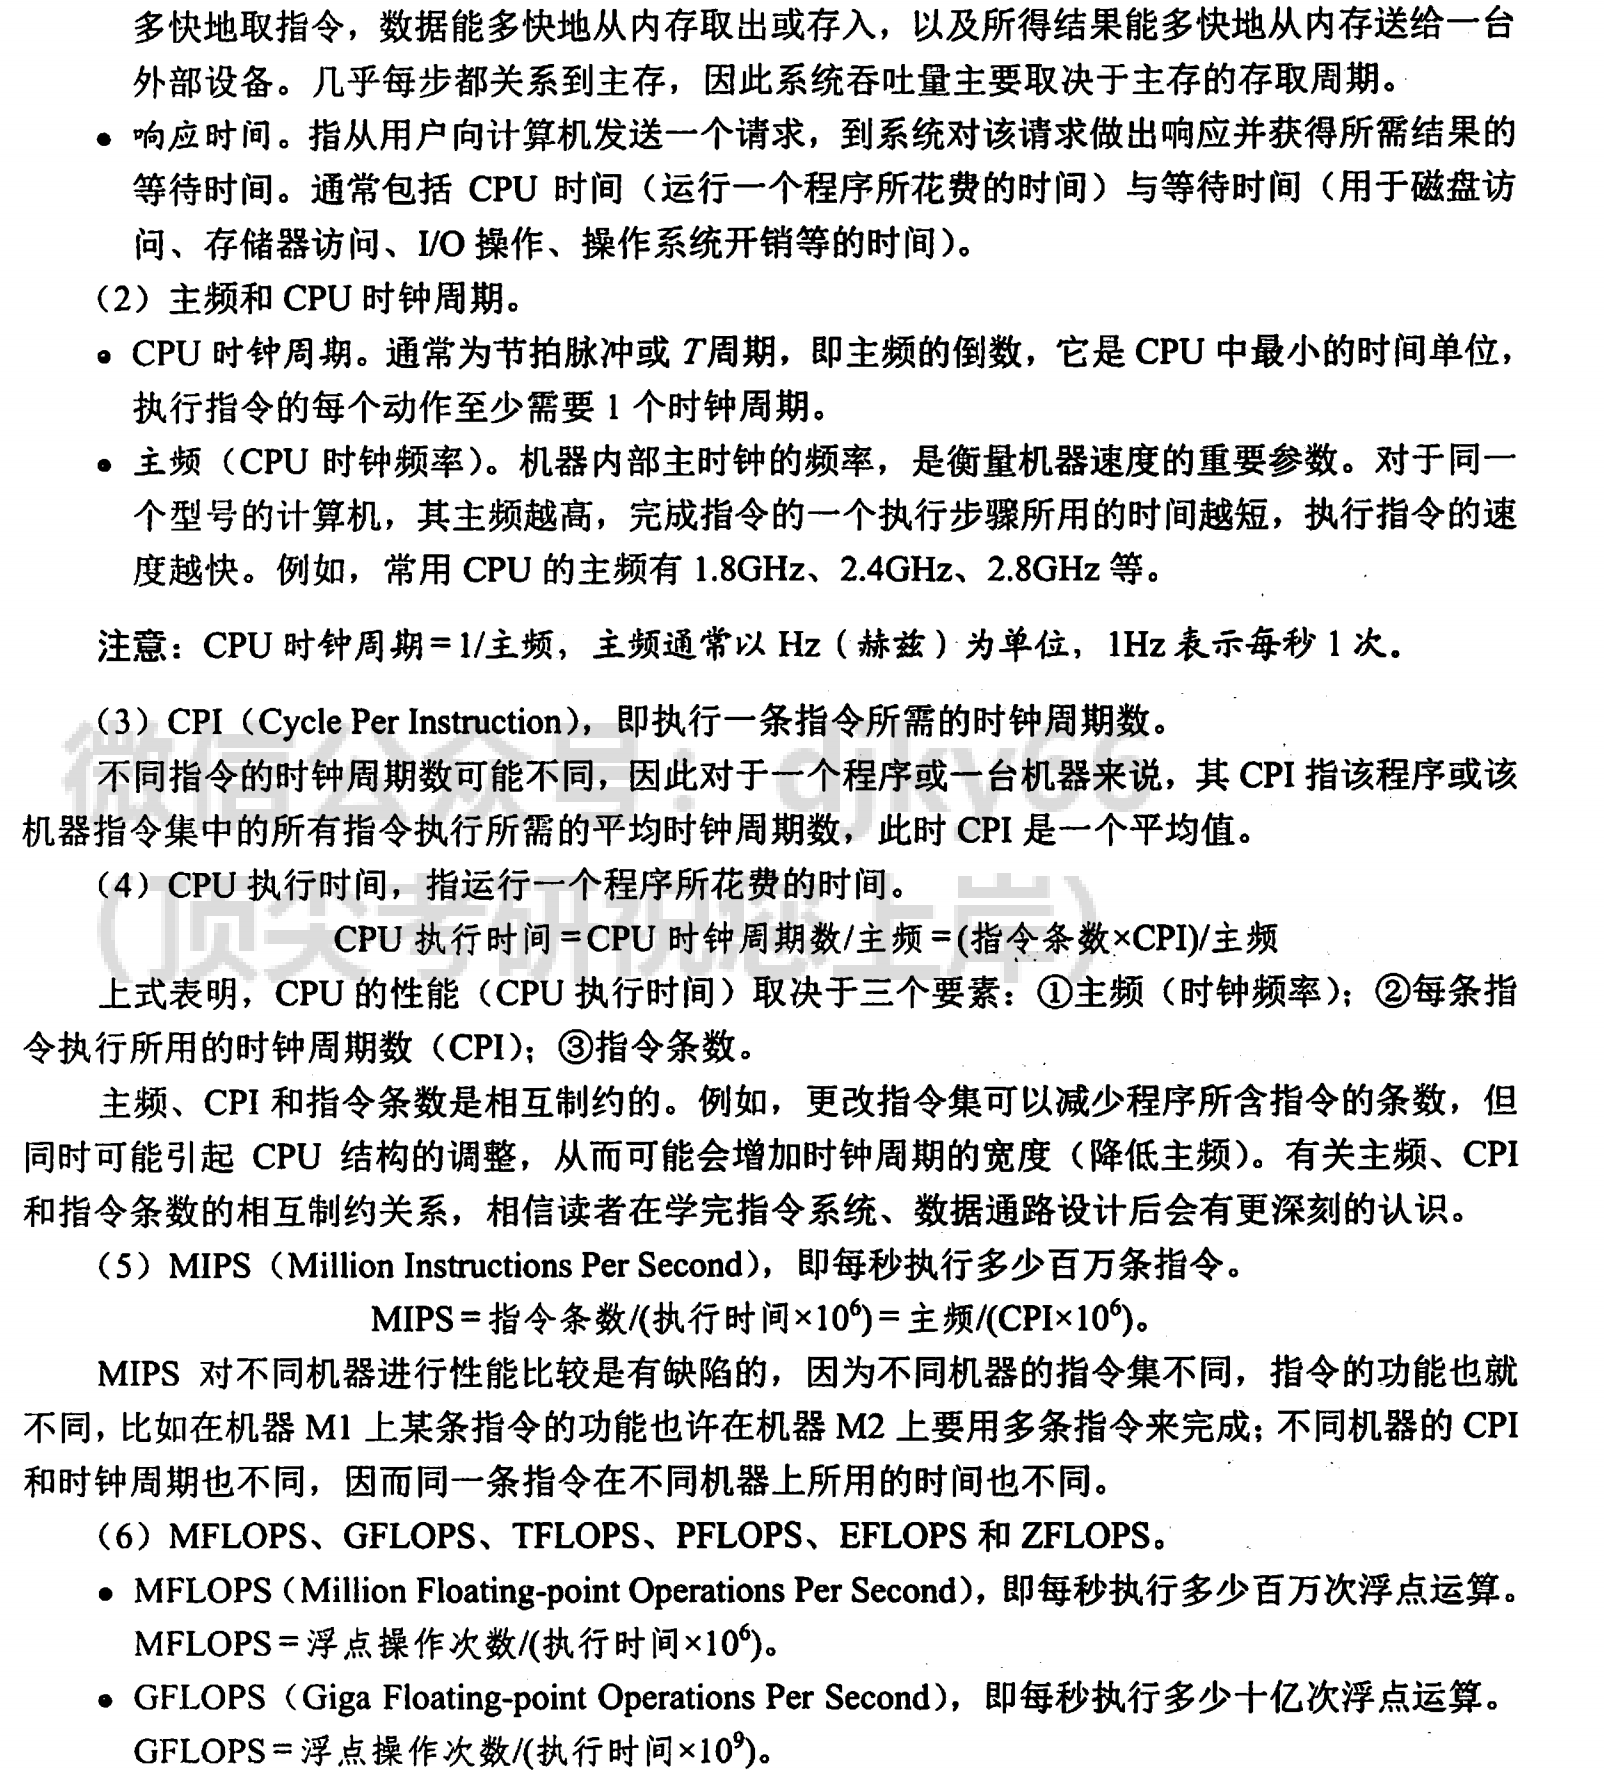 多快地取指令，数据能多快地从内存取出或存入，以及所得结果能多快地从内存送给一台
外部设备。几乎每步都关系到主存，因此系统吞吐量主要取决于主存的存取周期。
● 响应时间。指从用户向计算机发送一个请求，到系统对该请求做出响应并获得所需结果的
等待时间。通常包括 CPU 时间（运行一个程序所花费的时间）与等待时间（用于磁盘访
问、存储器访问、I/O 操作、操作系统开销等的时间）。
（2）主频和 CPU 时钟周期。
● CPU 时钟周期。通常为节拍脉冲或 T周期，即主频的倒数，它是 CPU 中最小的时间单位，
执行指令的每个动作至少需要 1 个时钟周期。
● 主频（CPU 时钟频率）。机器内部主时钟的频率，是衡量机器速度的重要参数。对于同一
个型号的计算机，其主频越高，完成指令的一个执行步骤所用的时间越短，执行指令的速
度越快。例如，常用 CPU 的主频有 1.8GHz、2.4GHz、2.8GHz 等。
注意：CPU 时钟周期=1/主频，主频通常以 Hz（赫兹）为单位，1Hz 表示每秒 1 次。
（3）CPI（Cycle Per Instruction），即执行一条指令所需的时钟周期数。
微信公众号：djky66
不同指令的时钟周期数可能不同，因此对于一个程序或一台机器来说，其 CPI 指该程序或该
机器指令集中的所有指令执行所需的平均时钟周期数，此时 CPI 是一个平均值。
（4）CPU 执行时间，指运行一个程序所花费的时间。
（顶尖考研祝您上岸）
CPU 执行时间=CPU 时钟周期数/主频=(指令条数×CPI)/主频
上式表明，CPU 的性能（CPU 执行时间）取决于三个要素：①主频（时钟频率）；②每条指
令执行所用的时钟周期数（CPI）；③指令条数。
主频、CPI 和指令条数是相互制约的。例如，更改指令集可以减少程序所含指令的条数，但
同时可能引起 CPU 结构的调整，从而可能会增加时钟周期的宽度（降低主频）。有关主频、CPI
和指令条数的相互制约关系，相信读者在学完指令系统、数据通路设计后会有更深刻的认识。
（5）MIPS（Million Instructions Per Second），即每秒执行多少百万条指令。
MIPS=指令条数/(执行时间×10⁶)=主频/(CPI×10⁶)。
MIPS 对不同机器进行性能比较是有缺陷的，因为不同机器的指令集不同，指令的功能也就
不同，比如在机器 M1 上某条指令的功能也许在机器 M2 上要用多条指令来完成；不同机器的 CPI
和时钟周期也不同，因而同一条指令在不同机器上所用的时间也不同。
（6）MFLOPS、GFLOPS、TFLOPS、PFLOPS、EFLOPS 和 ZFLOPS。
● MFLOPS（Million Floating-point Operations Per Second），即每秒执行多少百万次浮点运算。
MFLOPS=浮点操作次数/(执行时间×10⁶)。
● GFLOPS（Giga Floating-point Operations Per Second），即每秒执行多少十亿次浮点运算。
GFLOPS=浮点操作次数/(执行时间×10⁹)。